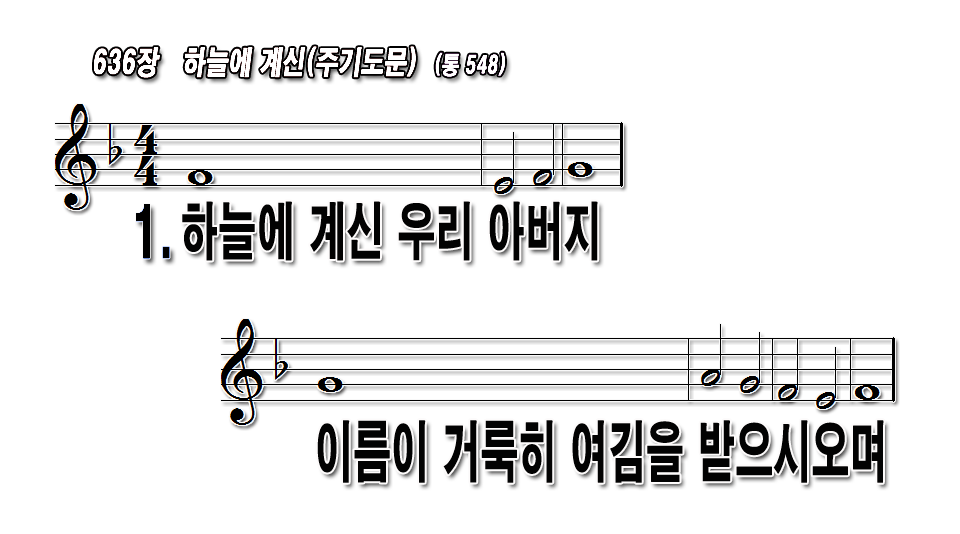 636장 하늘에 계신(주기도문) (통 548)
1. 하늘에 계신 우리 아버지
이름이 거룩히 여김을 받으시오며